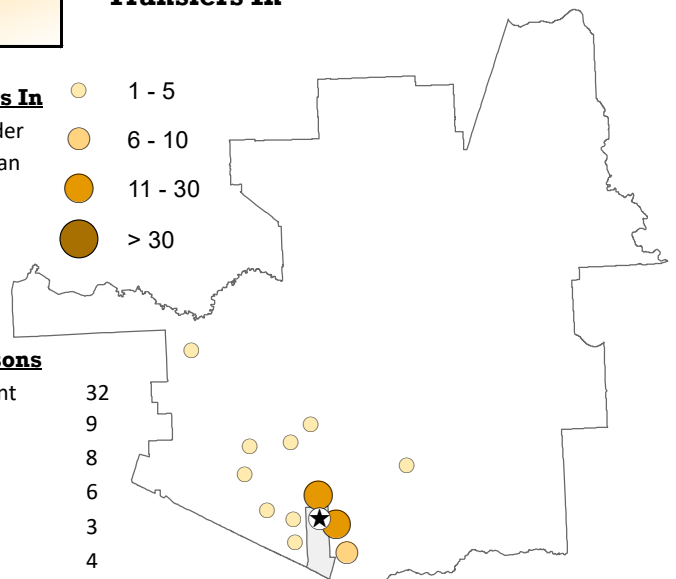 Transfers In
s In
1 - 5
der
6 - 10
an
11 - 30
> 30
sons
nt 32
9
8
6
3
4